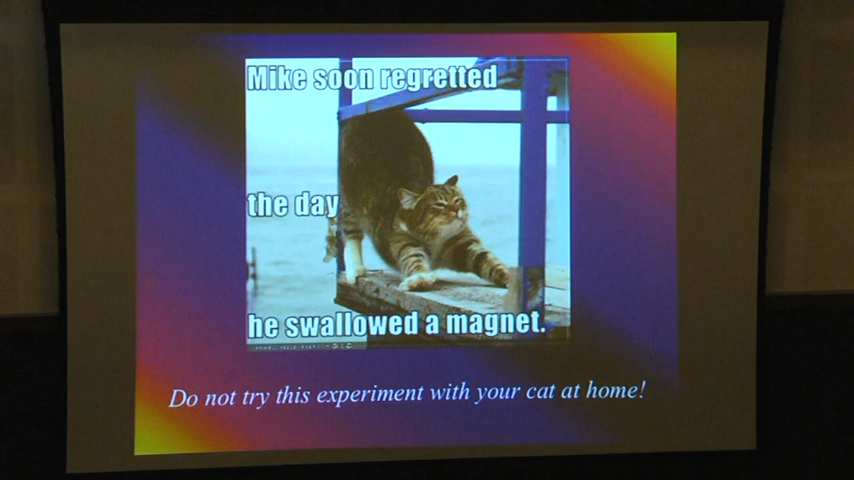 Mike soon regretted
the day
he swallowed a magnet.
Do not try this experiment with your cat at home!